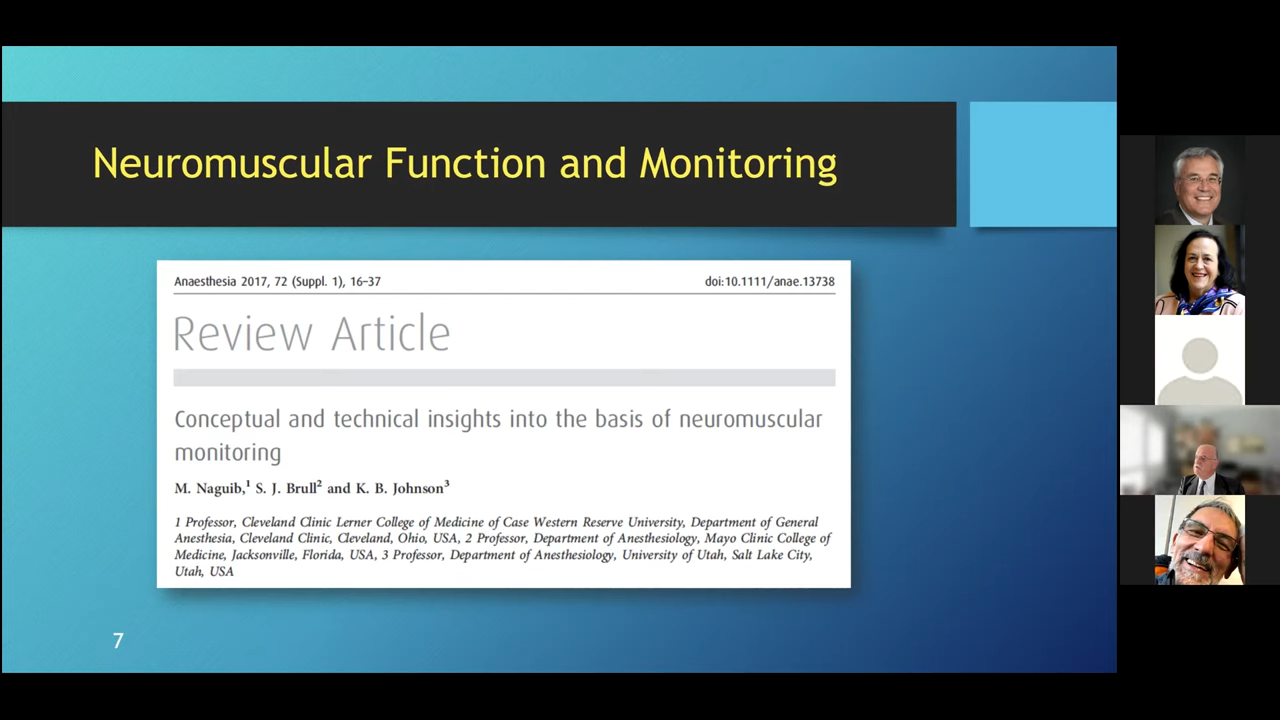 Neuromuscular Function and Monitoring
Anaesthesia 2017, 72 (Suppl. 1), 16–37
doi:10.1111/anae.13738
Review Article
Conceptual and technical insights into the basis of neuromuscular
monitoring
M. Naguib,1 S. J. Brull2 and K. B. Johnson3
1 Professor, Cleveland Clinic Lerner College of Medicine of Case Western Reserve University, Department of General
Anesthesia, Cleveland Clinic, Cleveland, Ohio, USA, 2 Professor, Department of Anesthesiology, Mayo Clinic College of
Medicine, Jacksonville, Florida, USA, 3 Professor, Department of Anesthesiology, University of Utah, Salt Lake City,
Utah, USA
7